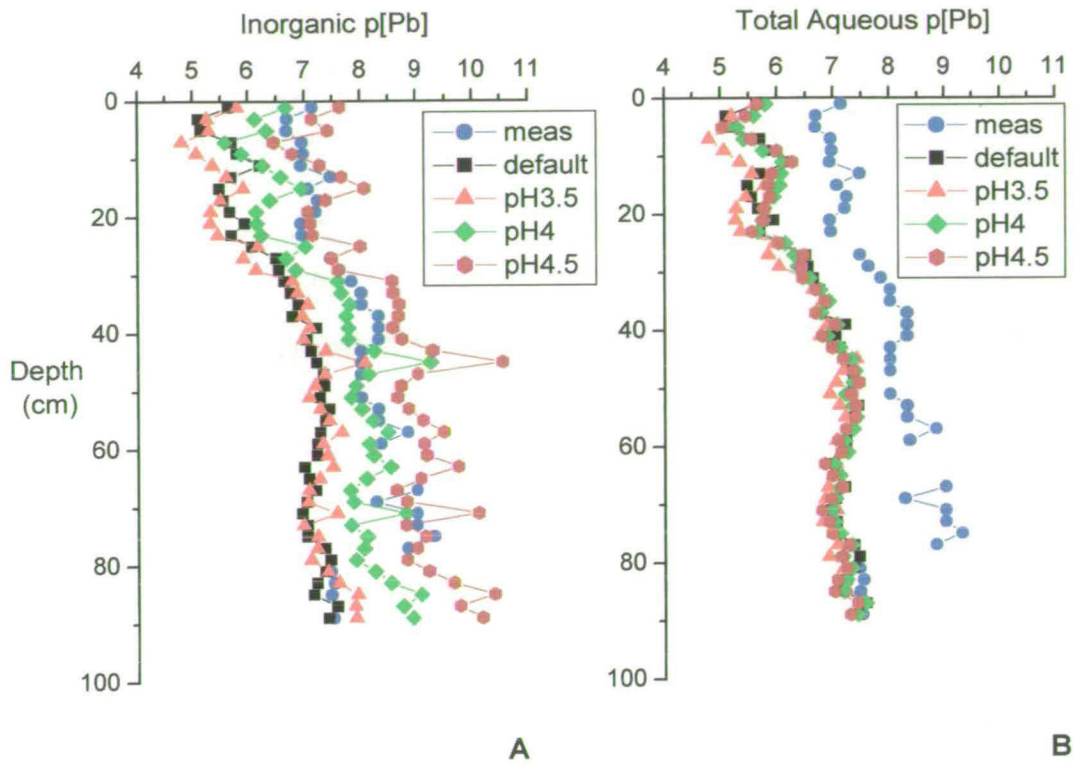 Inorganic p[Pb]
4 5 6 7 8 9 10 11
0
20
40
60
80
100
Depth
(cm)
meas
default
pH3.5
pH4
pH4.5
A
Total Aqueous p[Pb]
4 5 6 7 8 9 10 11
0
20
40
60
80
100
meas
default
pH3.5
pH4
pH4.5
B